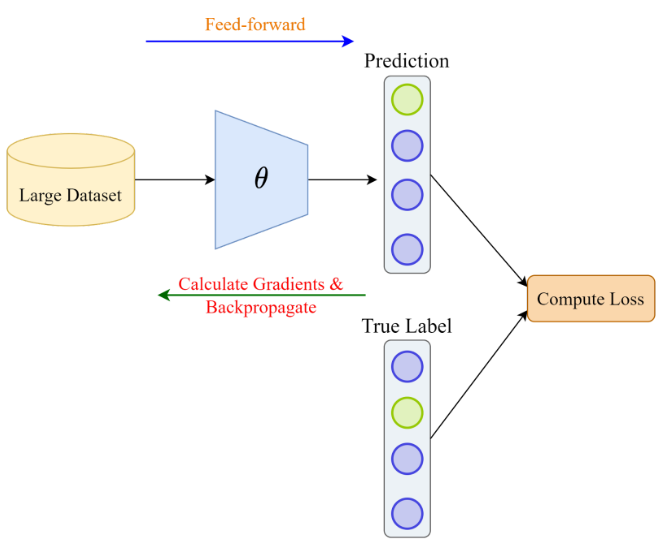 Feed-forward
Prediction
Large Dataset
θ
Calculate Gradients &
Backpropagate
Compute Loss
True Label